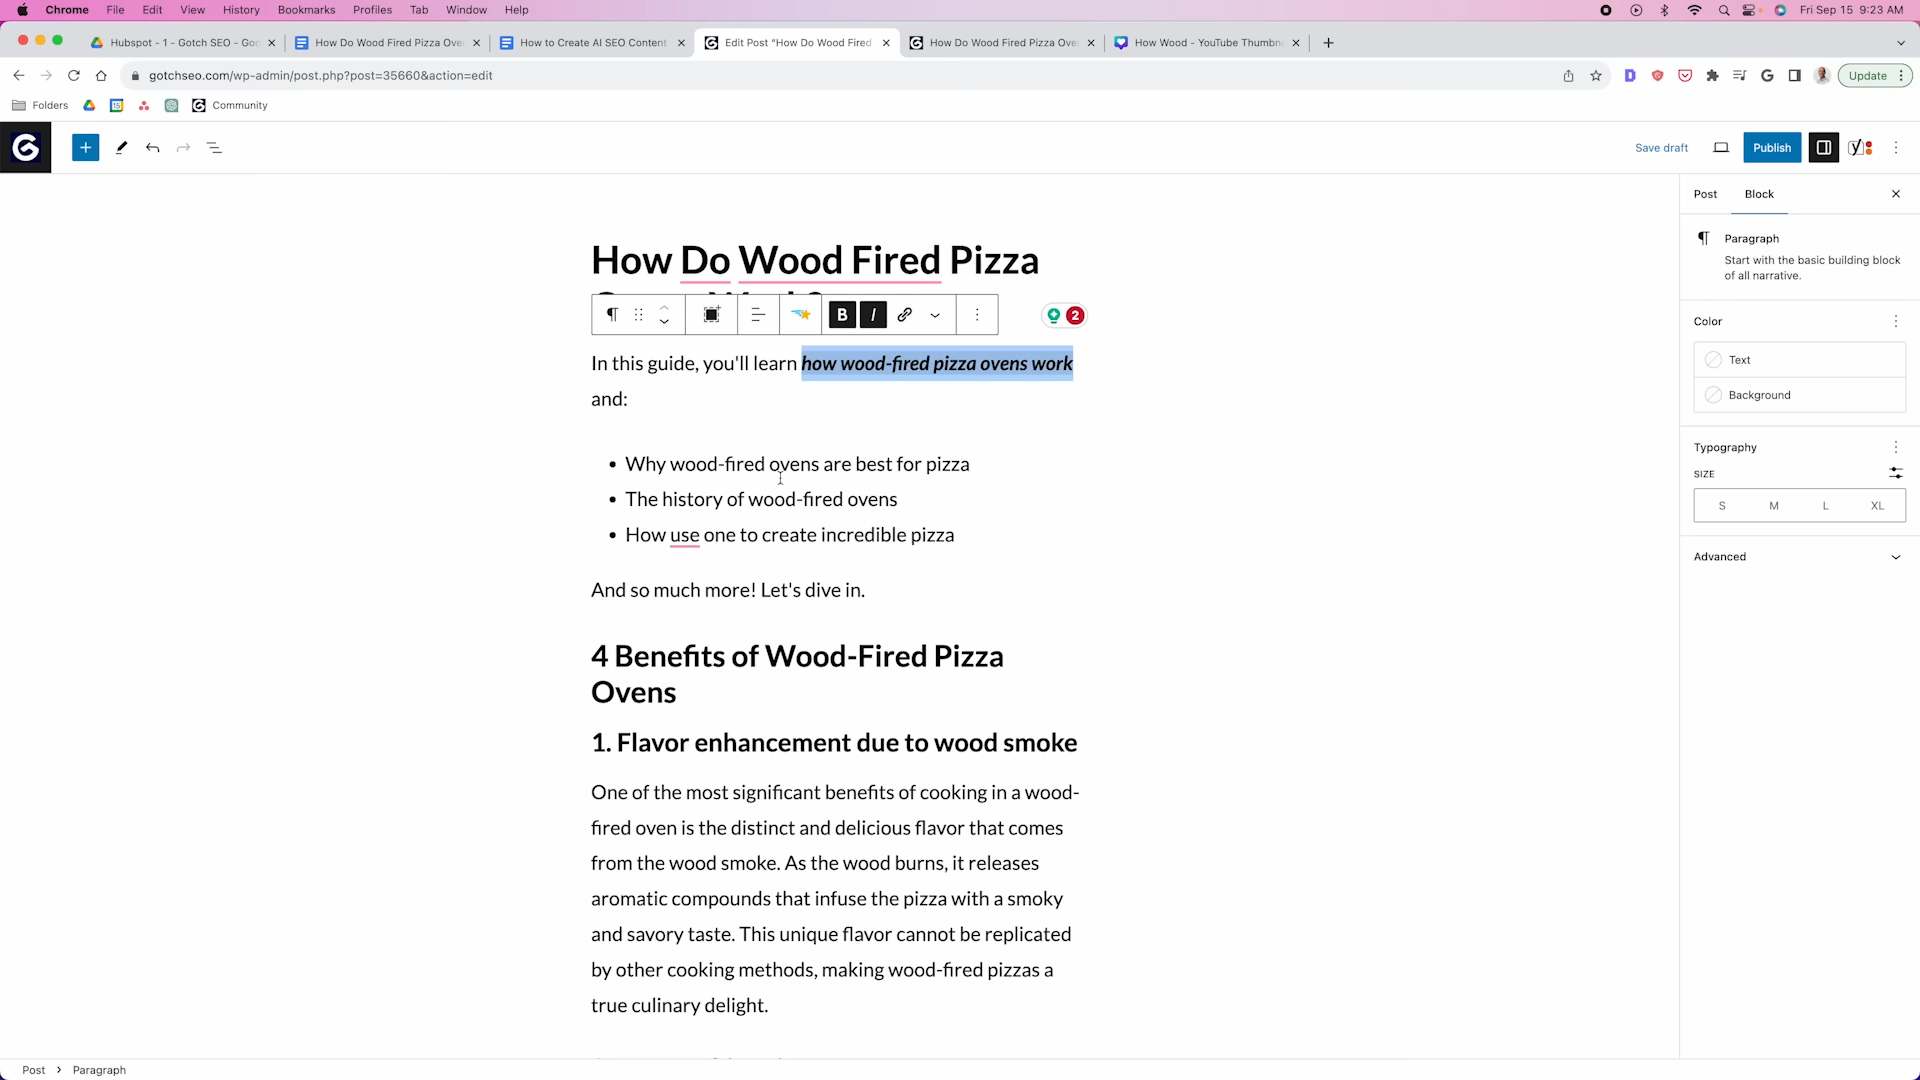 Chrome File Edit View History Bookmarks Profiles Tab Window Help
Fri Sep 15 9:23 AM
Hubspot - 1 - Gotch SEO - Goo
How Do Wood Fired Pizza Ove
How to Create AI SEO Content
Edit Post "How Do Wood Fired
How Do Wood Fired Pizza Ove
How Wood - YouTube Thumbn
gotchseo.com/wp-admin/post.php?post=35660&action=edit
Update
Folders
15
Community
Save draft
Publish
Post
Block
How Do Wood Fired Pizza
B I
2
In this guide, you'll learn how wood-fired pizza ovens work
and:
• Why wood-fired ovens are best for pizza
• The history of wood-fired ovens
• How use one to create incredible pizza
And so much more! Let's dive in.
4 Benefits of Wood-Fired Pizza
Ovens
1. Flavor enhancement due to wood smoke
One of the most significant benefits of cooking in a wood-
fired oven is the distinct and delicious flavor that comes
from the wood smoke. As the wood burns, it releases
aromatic compounds that infuse the pizza with a smoky
and savory taste. This unique flavor cannot be replicated
by other cooking methods, making wood-fired pizzas a
true culinary delight.
Paragraph
Start with the basic building block
of all narrative.
Color
Text
Background
Typography
SIZE
S M L XL
Advanced
Post > Paragraph